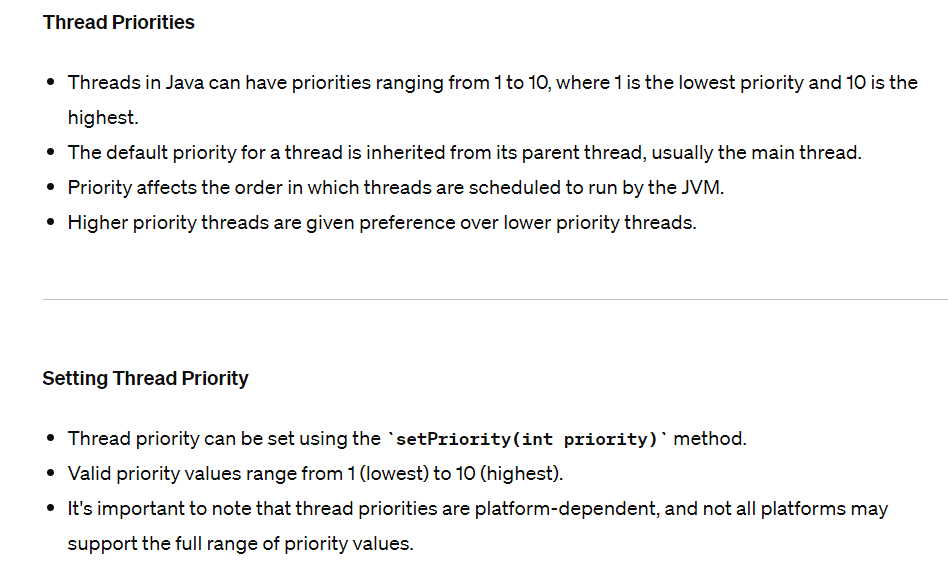 Thread Priorities
• Threads in Java can have priorities ranging from 1 to 10, where 1 is the lowest priority and 10 is the
highest.
• The default priority for a thread is inherited from its parent thread, usually the main thread.
• Priority affects the order in which threads are scheduled to run by the JVM.
• Higher priority threads are given preference over lower priority threads.
Setting Thread Priority
• Thread priority can be set using the `setPriority(int priority)` method.
• Valid priority values range from 1 (lowest) to 10 (highest).
• It's important to note that thread priorities are platform-dependent, and not all platforms may
support the full range of priority values.